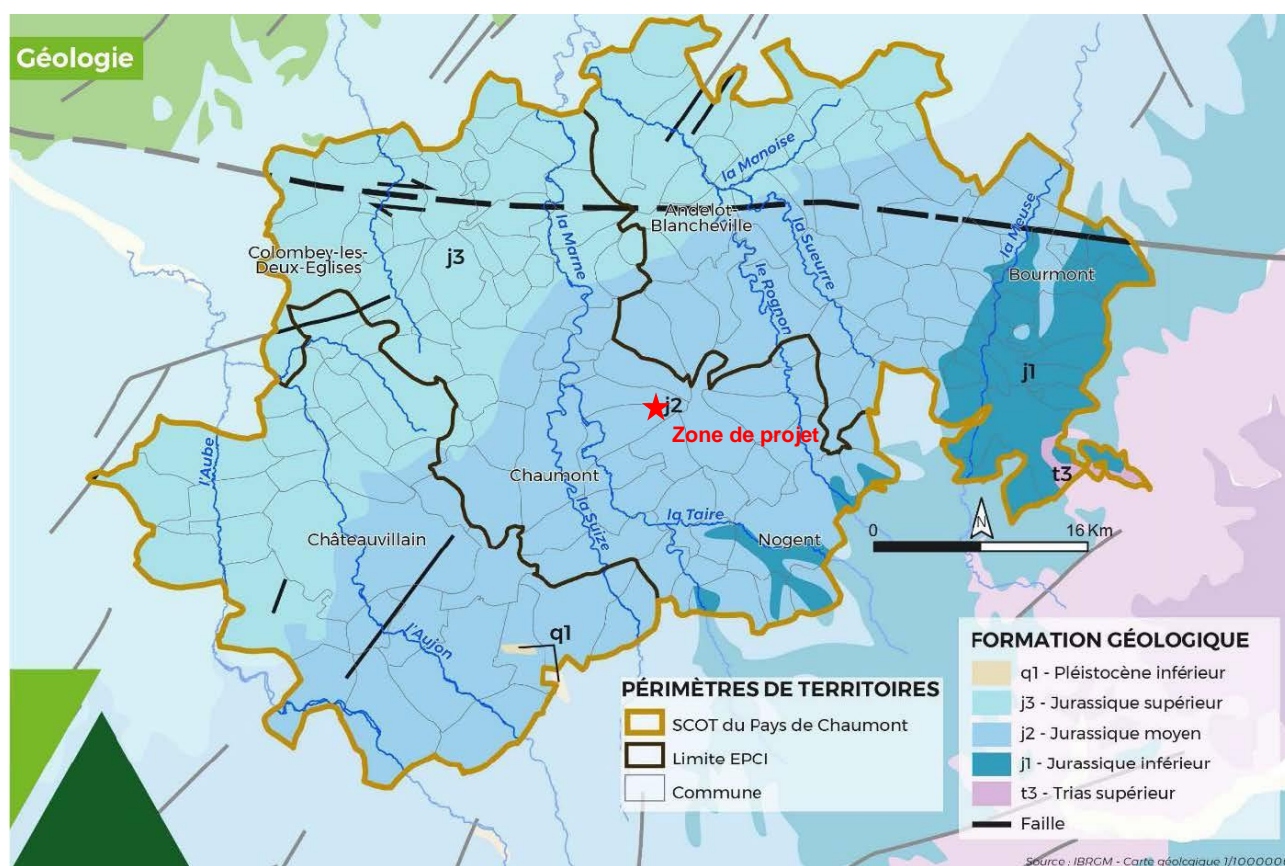 Géologie
la Manoise
Andelot-
Blancheville
la Marne
la Sueurre
la Meuse
Colombey-les-
Deux-Eglises
j3
le Rognon
Bourmont
j1
j2
Zone de projet
l'Aube
Chaumont
t3
N
la Suize
la Taire
0
16 Km
Châteauvillain
Nogent
q1
l'Aujon
PÉRIMÈTRES DE TERRITOIRES
SCOT du Pays de Chaumont
Limite EPCI
Commune
FORMATION GÉOLOGIQUE
q1 - Pléistocène inférieur
j3 - Jurassique supérieur
j2 - Jurassique moyen
j1 - Jurassique inférieur
t3 - Trias supérieur
Faille
Source : IBRGM - Carte géologique 1/100000